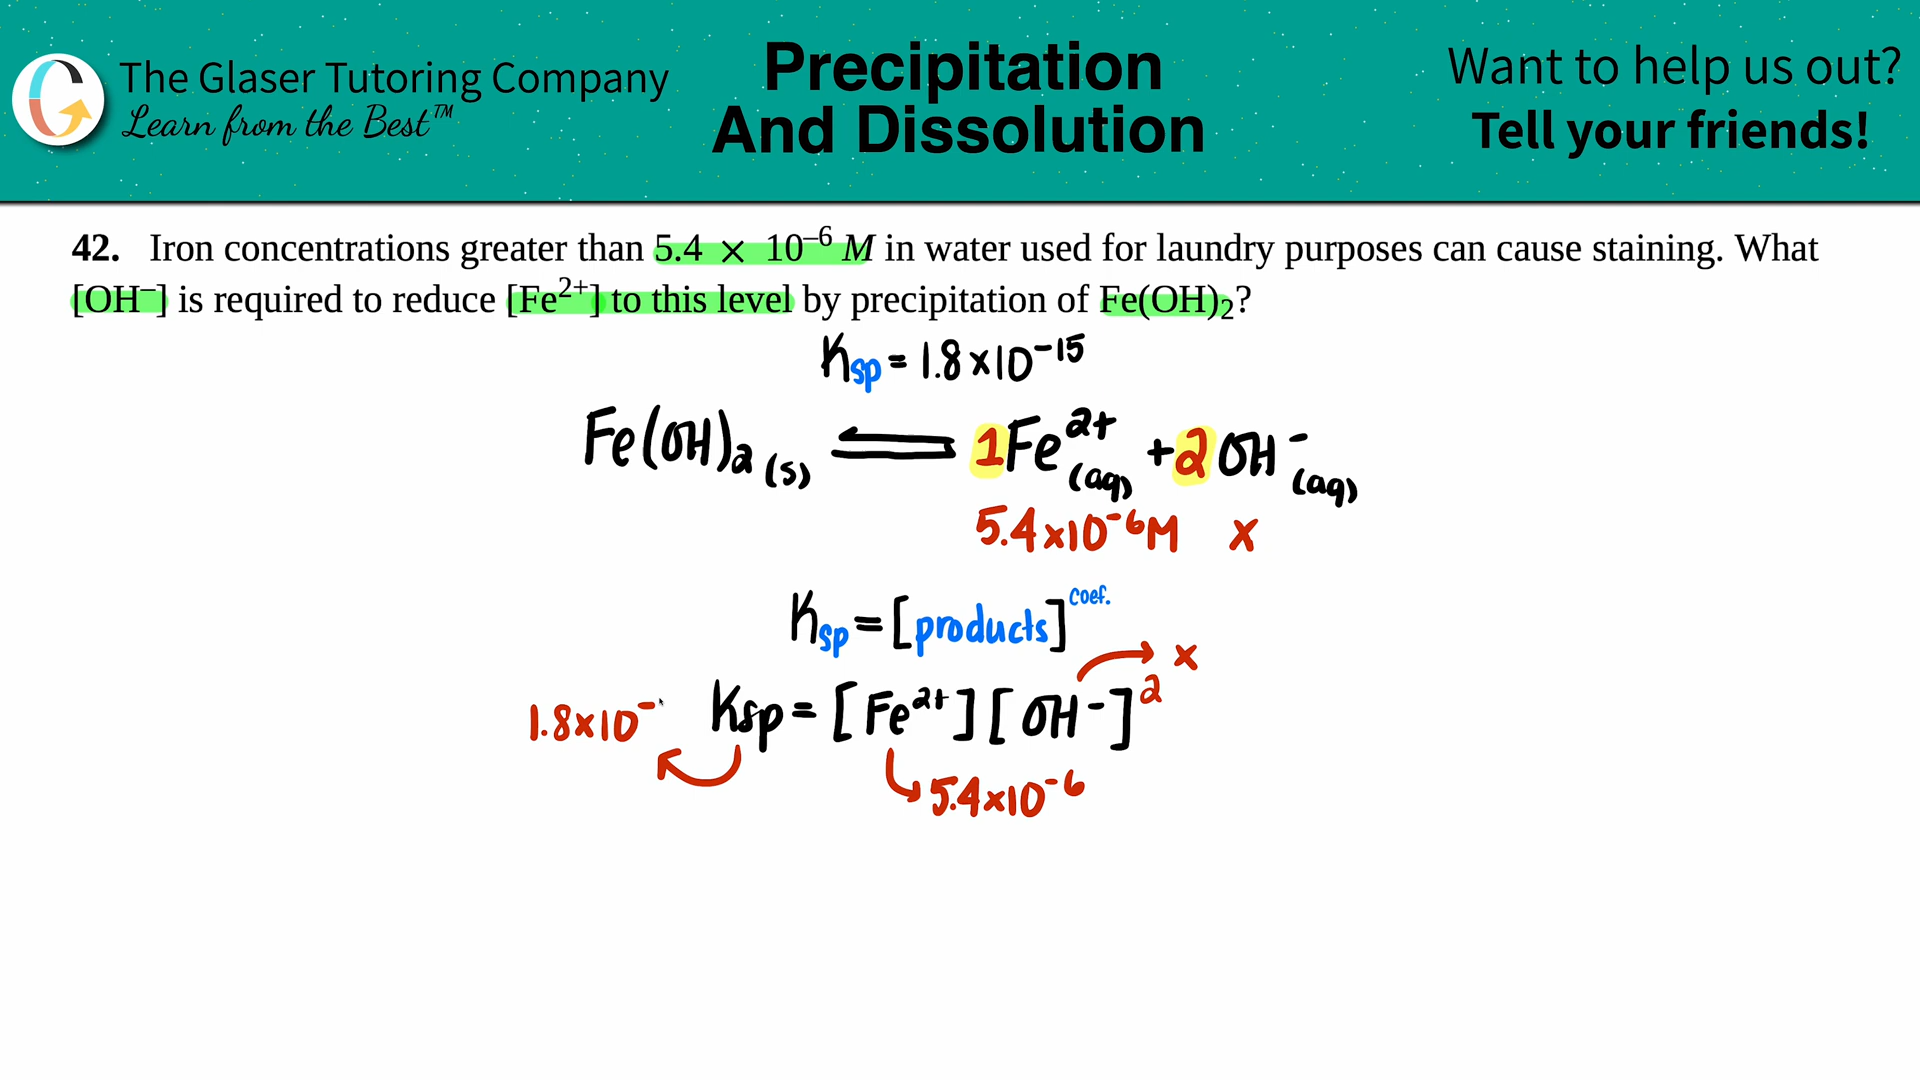 The Glaser Tutoring Company
Learn from the Best™
Precipitation
And Dissolution
Want to help us out?
Tell your friends!
42. Iron concentrations greater than 5.4 × 10⁻⁶ M in water used for laundry purposes can cause staining. What
[OH⁻] is required to reduce [Fe²⁺] to this level by precipitation of Fe(OH)₂?
Ksp = 1.8×10⁻¹⁵
Fe(OH)₂ (s) ⇌ 1Fe²⁺ (aq) + 2OH⁻ (aq)
5.4×10⁻⁶M x
Ksp = [products]^coef.
x
1.8×10⁻ Ksp = [Fe²⁺][OH⁻]²
5.4×10⁻⁶